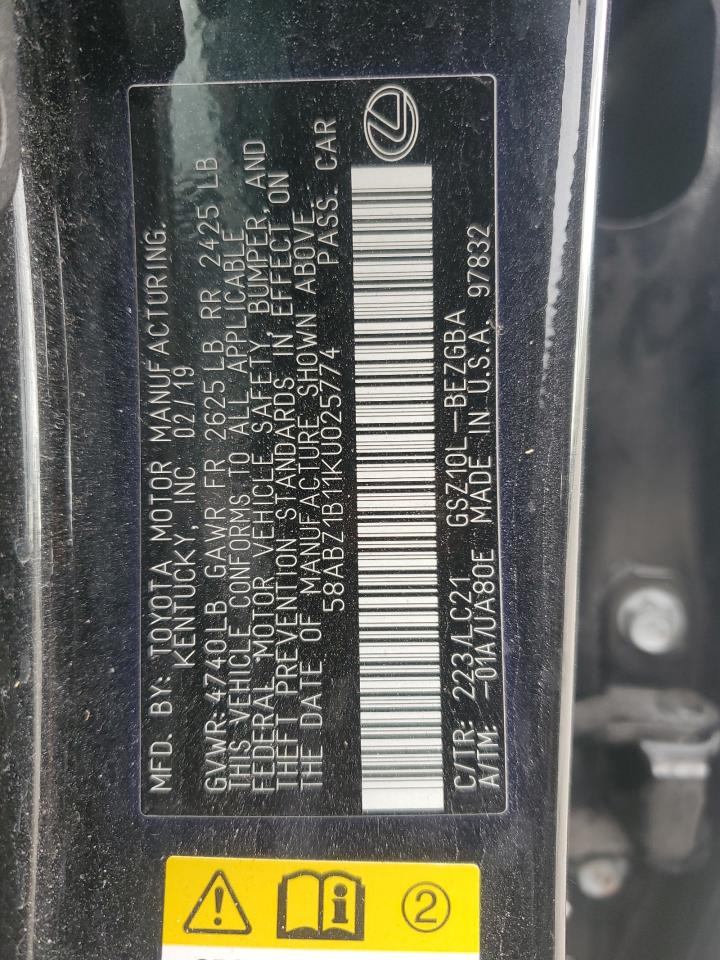 MFD. BY: TOYOTA MOTOR MANUFACTURING.
KENTUCKY, INC 02/19
GVWR: 4740LB GAWR FR 2625 LB RR 2425 LB
THIS VEHICLE CONFORMS TO ALL APPLICABLE
FEDERAL MOTOR VEHICLE SAFETY, BUMPER, AND
THEFT PREVENTION STANDARDS IN EFFECT ON
THE DATE OF MANUFACTURE SHOWN ABOVE.
58ABZ1B11KU025774 PASS. CAR
C/TR: 223/LC21 GSZ10L-BEZGBA
A/TM: -01A/UA80E MADE IN U.S.A. 97832
2